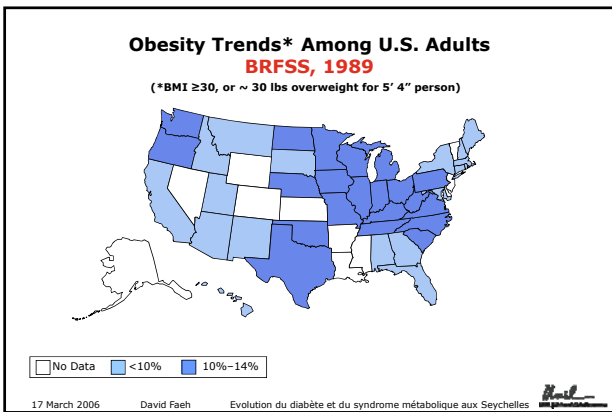 Obesity Trends* Among U.S. Adults
BRFSS, 1989
(*BMI ≥30, or ~ 30 lbs overweight for 5' 4" person)
No Data <10% 10%–14%
17 March 2006 David Faeh Evolution du diabète et du syndrome métabolique aux Seychelles